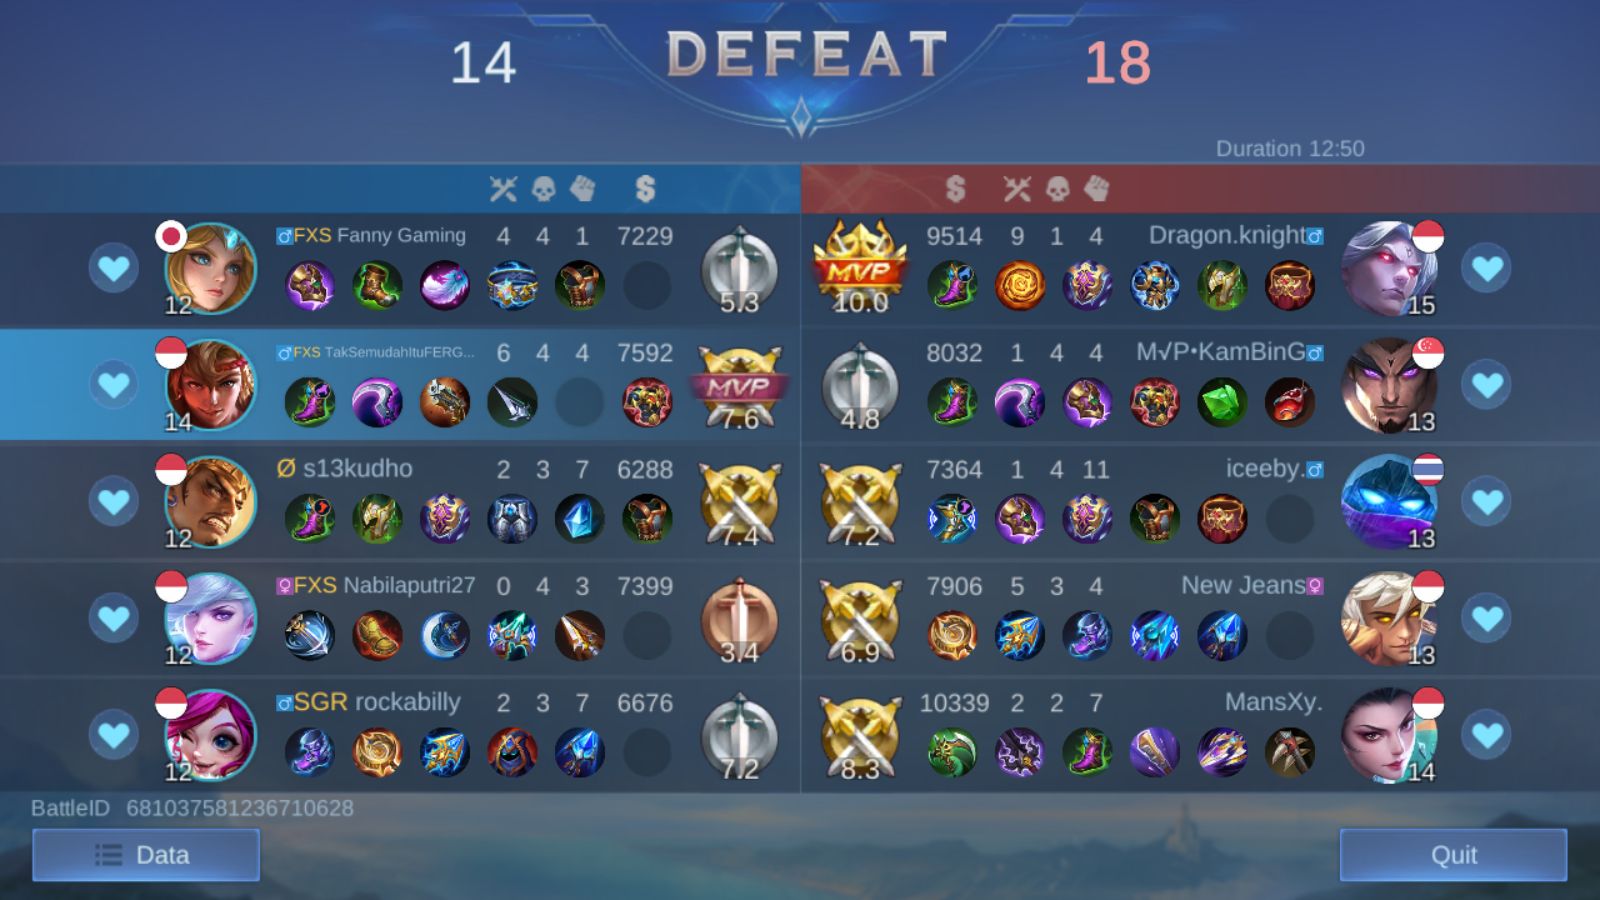 14 DEFEAT 18
Duration 12:50
FXS Fanny Gaming 4 4 1 7229
12 5.3
MVP 10.0 9514 9 1 4 Dragon.knight
15
FXS TakSemudahItuFERG... 6 4 4 7592
14 MVP 7.6
8032 1 4 4 M√P•KamBinG
4.8 13
Ø s13kudho 2 3 7 6288
12 7.4
7364 1 4 11 iceeby.
7.2 13
FXS Nabilaputri27 0 4 3 7399
12 3.4
7906 5 3 4 New Jeans
6.9 13
SGR rockabilly 2 3 7 6676
12 7.2
10339 2 2 7 MansXy.
8.3 14
BattleID 681037581236710628
Data
Quit